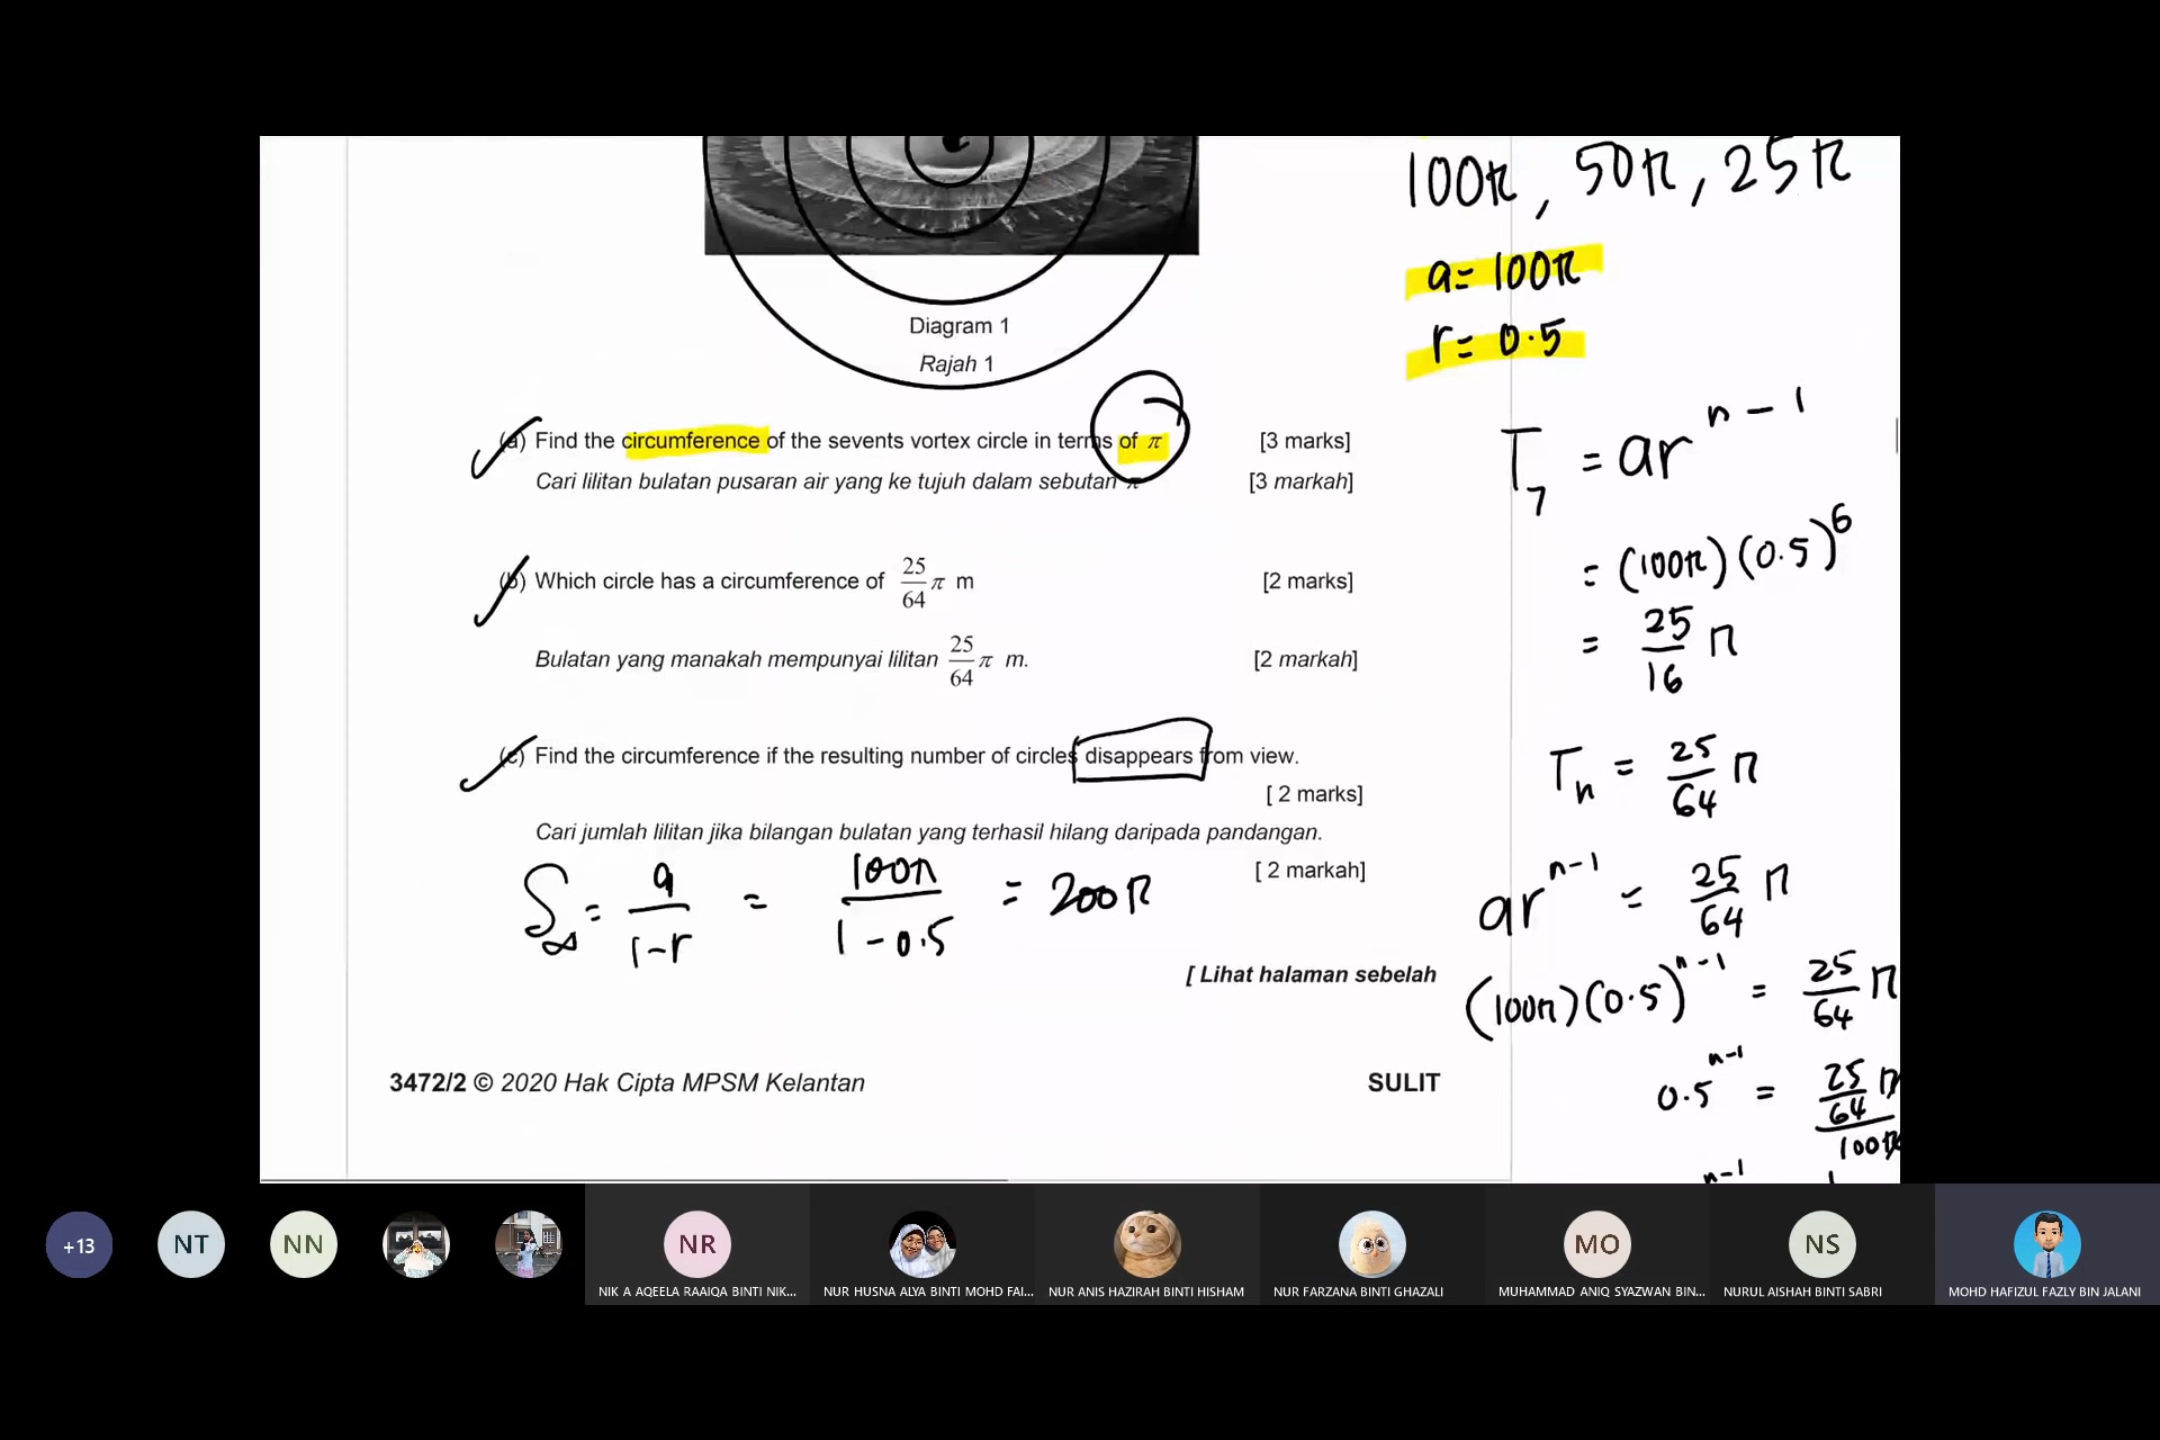 Diagram 1
Rajah 1
(a) Find the circumference of the sevents vortex circle in terms of π [3 marks]
Cari lilitan bulatan pusaran air yang ke tujuh dalam sebutan π [3 markah]
(b) Which circle has a circumference of 25/64 π m [2 marks]
Bulatan yang manakah mempunyai lilitan 25/64 π m. [2 markah]
(c) Find the circumference if the resulting number of circles disappears from view.
[ 2 marks]
Cari jumlah lilitan jika bilangan bulatan yang terhasil hilang daripada pandangan.
[ 2 markah]
S∞ = a/1-r = 100π/1-0.5 = 200π
[ Lihat halaman sebelah
3472/2 © 2020 Hak Cipta MPSM Kelantan SULIT
100π, 50π, 25π
a = 100π
r = 0.5
T₇ = ar^n-1
= (100π)(0.5)^6
= 25/16 π
Tn = 25/64 π
ar^n-1 = 25/64 π
(100π)(0.5)^n-1 = 25/64 π
0.5^n-1 = 25/64 π / 100π
n-1
+13
NT
NN
NR
NIK A AQEELA RAAIQA BINTI NIK...
NUR HUSNA ALYA BINTI MOHD FAI...
NUR ANIS HAZIRAH BINTI HISHAM
NUR FARZANA BINTI GHAZALI
MO
MUHAMMAD ANIQ SYAZWAN BIN...
NS
NURUL AISHAH BINTI SABRI
MOHD HAFIZUL FAZLY BIN JALANI